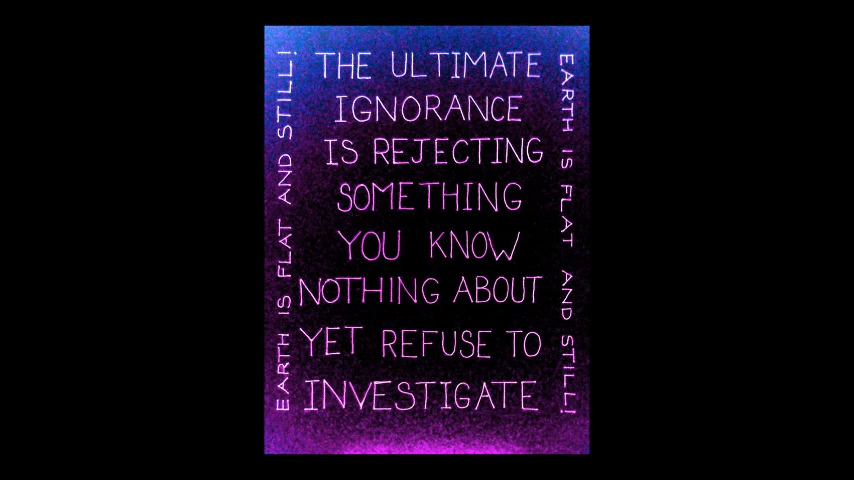 EARTH IS FLAT AND STILL!
THE ULTIMATE
IGNORANCE
IS REJECTING
SOMETHING
YOU KNOW
NOTHING ABOUT
YET REFUSE TO
INVESTIGATE
EARTH IS FLAT AND STILL!